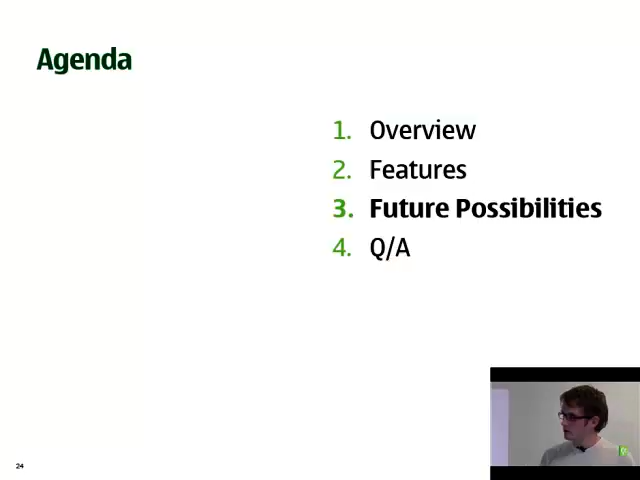 Agenda
1. Overview
2. Features
3. Future Possibilities
4. Q/A
24